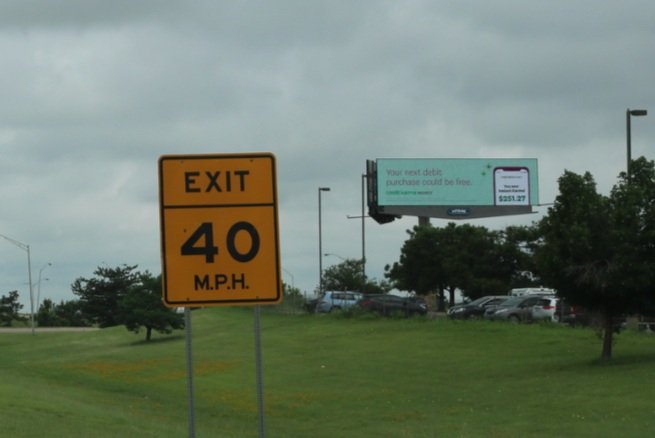 EXIT
40
M.P.H.
Your next debit
purchase could be free.
$251.27